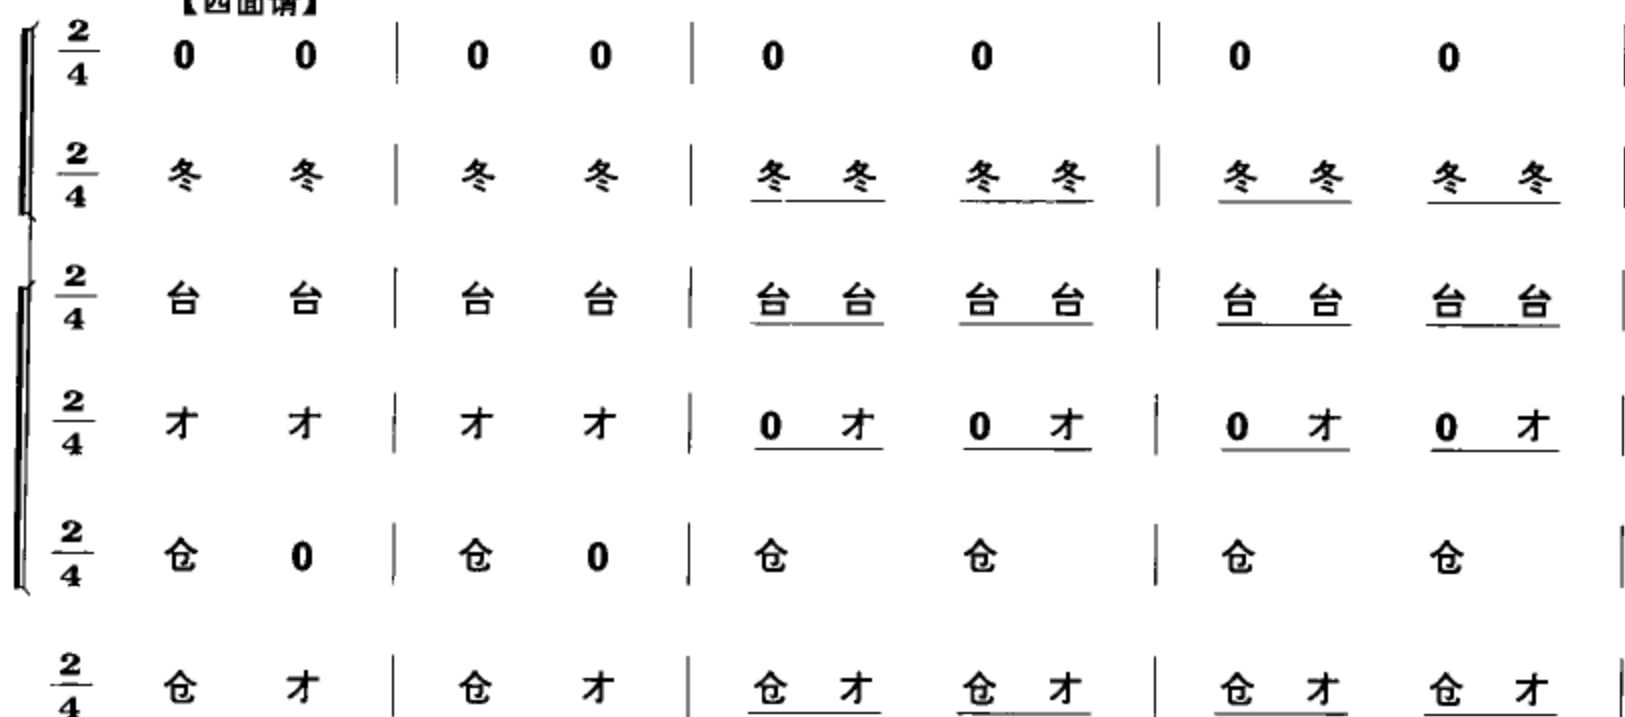 【四面请】
2/4 0 0 | 0 0 | 0 0 | 0 0 |
2/4 冬 冬 | 冬 冬 | 冬 冬 冬 冬 | 冬 冬 冬 冬 |
2/4 台 台 | 台 台 | 台 台 台 台 | 台 台 台 台 |
2/4 才 才 | 才 才 | 0 才 0 才 | 0 才 0 才 |
2/4 仓 0 | 仓 0 | 仓 仓 | 仓 仓 |
2/4 仓 才 | 仓 才 | 仓 才 仓 才 | 仓 才 仓 才 |